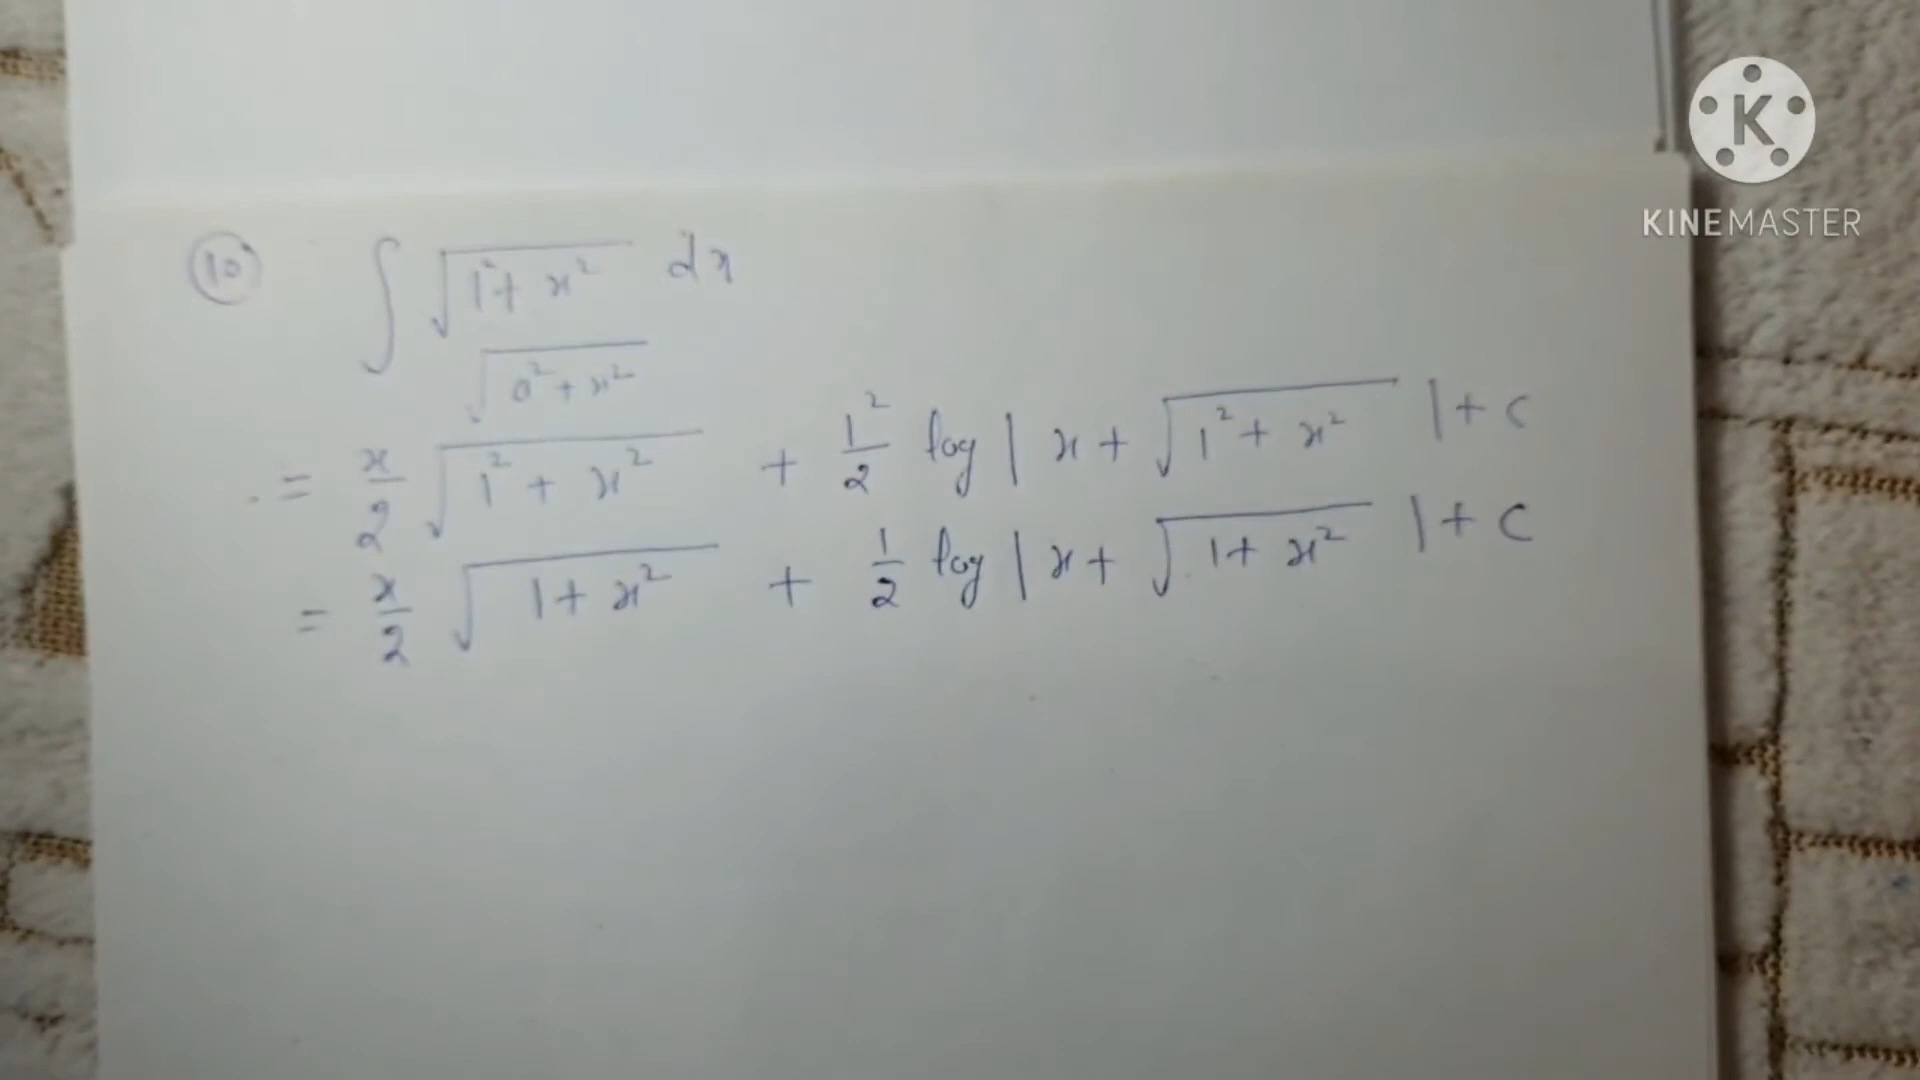 ⑩ ∫ √(1² + x²) dx
√(a² + x²)
= x/2 √(1² + x²) + 1²/2 log | x + √(1² + x²) | + C
= x/2 √(1 + x²) + 1/2 log | x + √(1 + x²) | + C
K
KINEMASTER